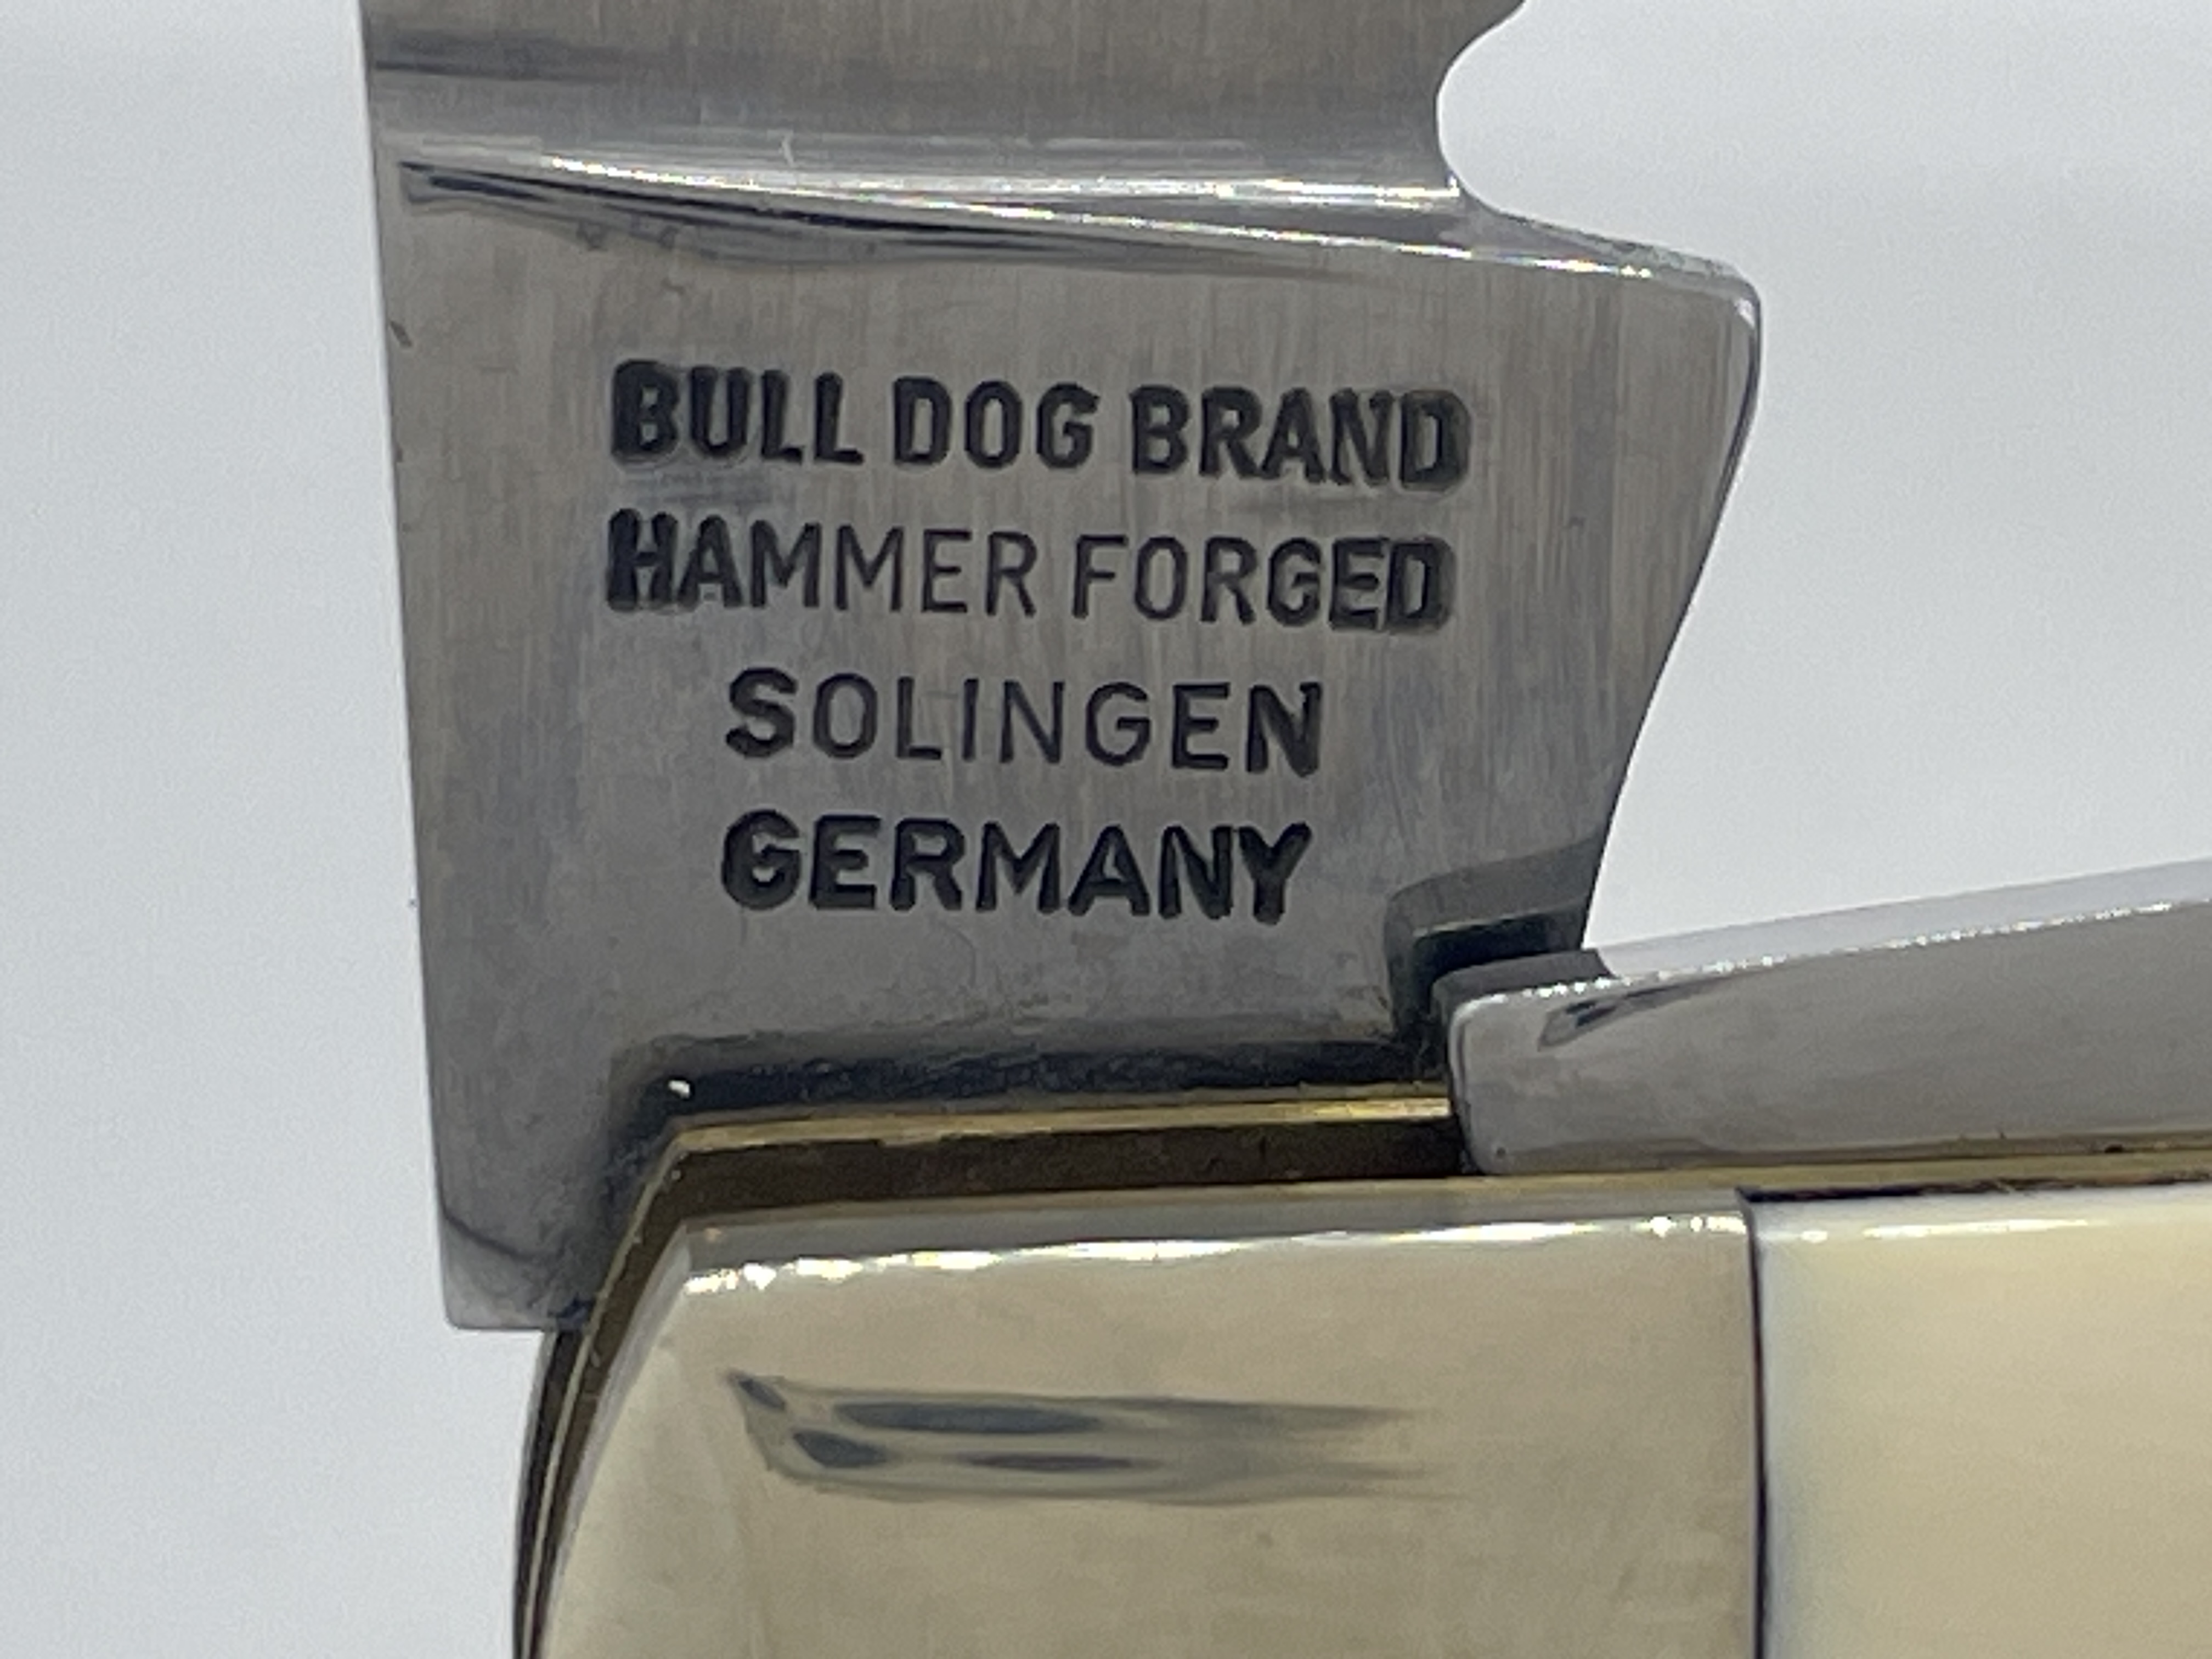 BULL DOG BRAND
HAMMER FORGED
SOLINGEN
GERMANY